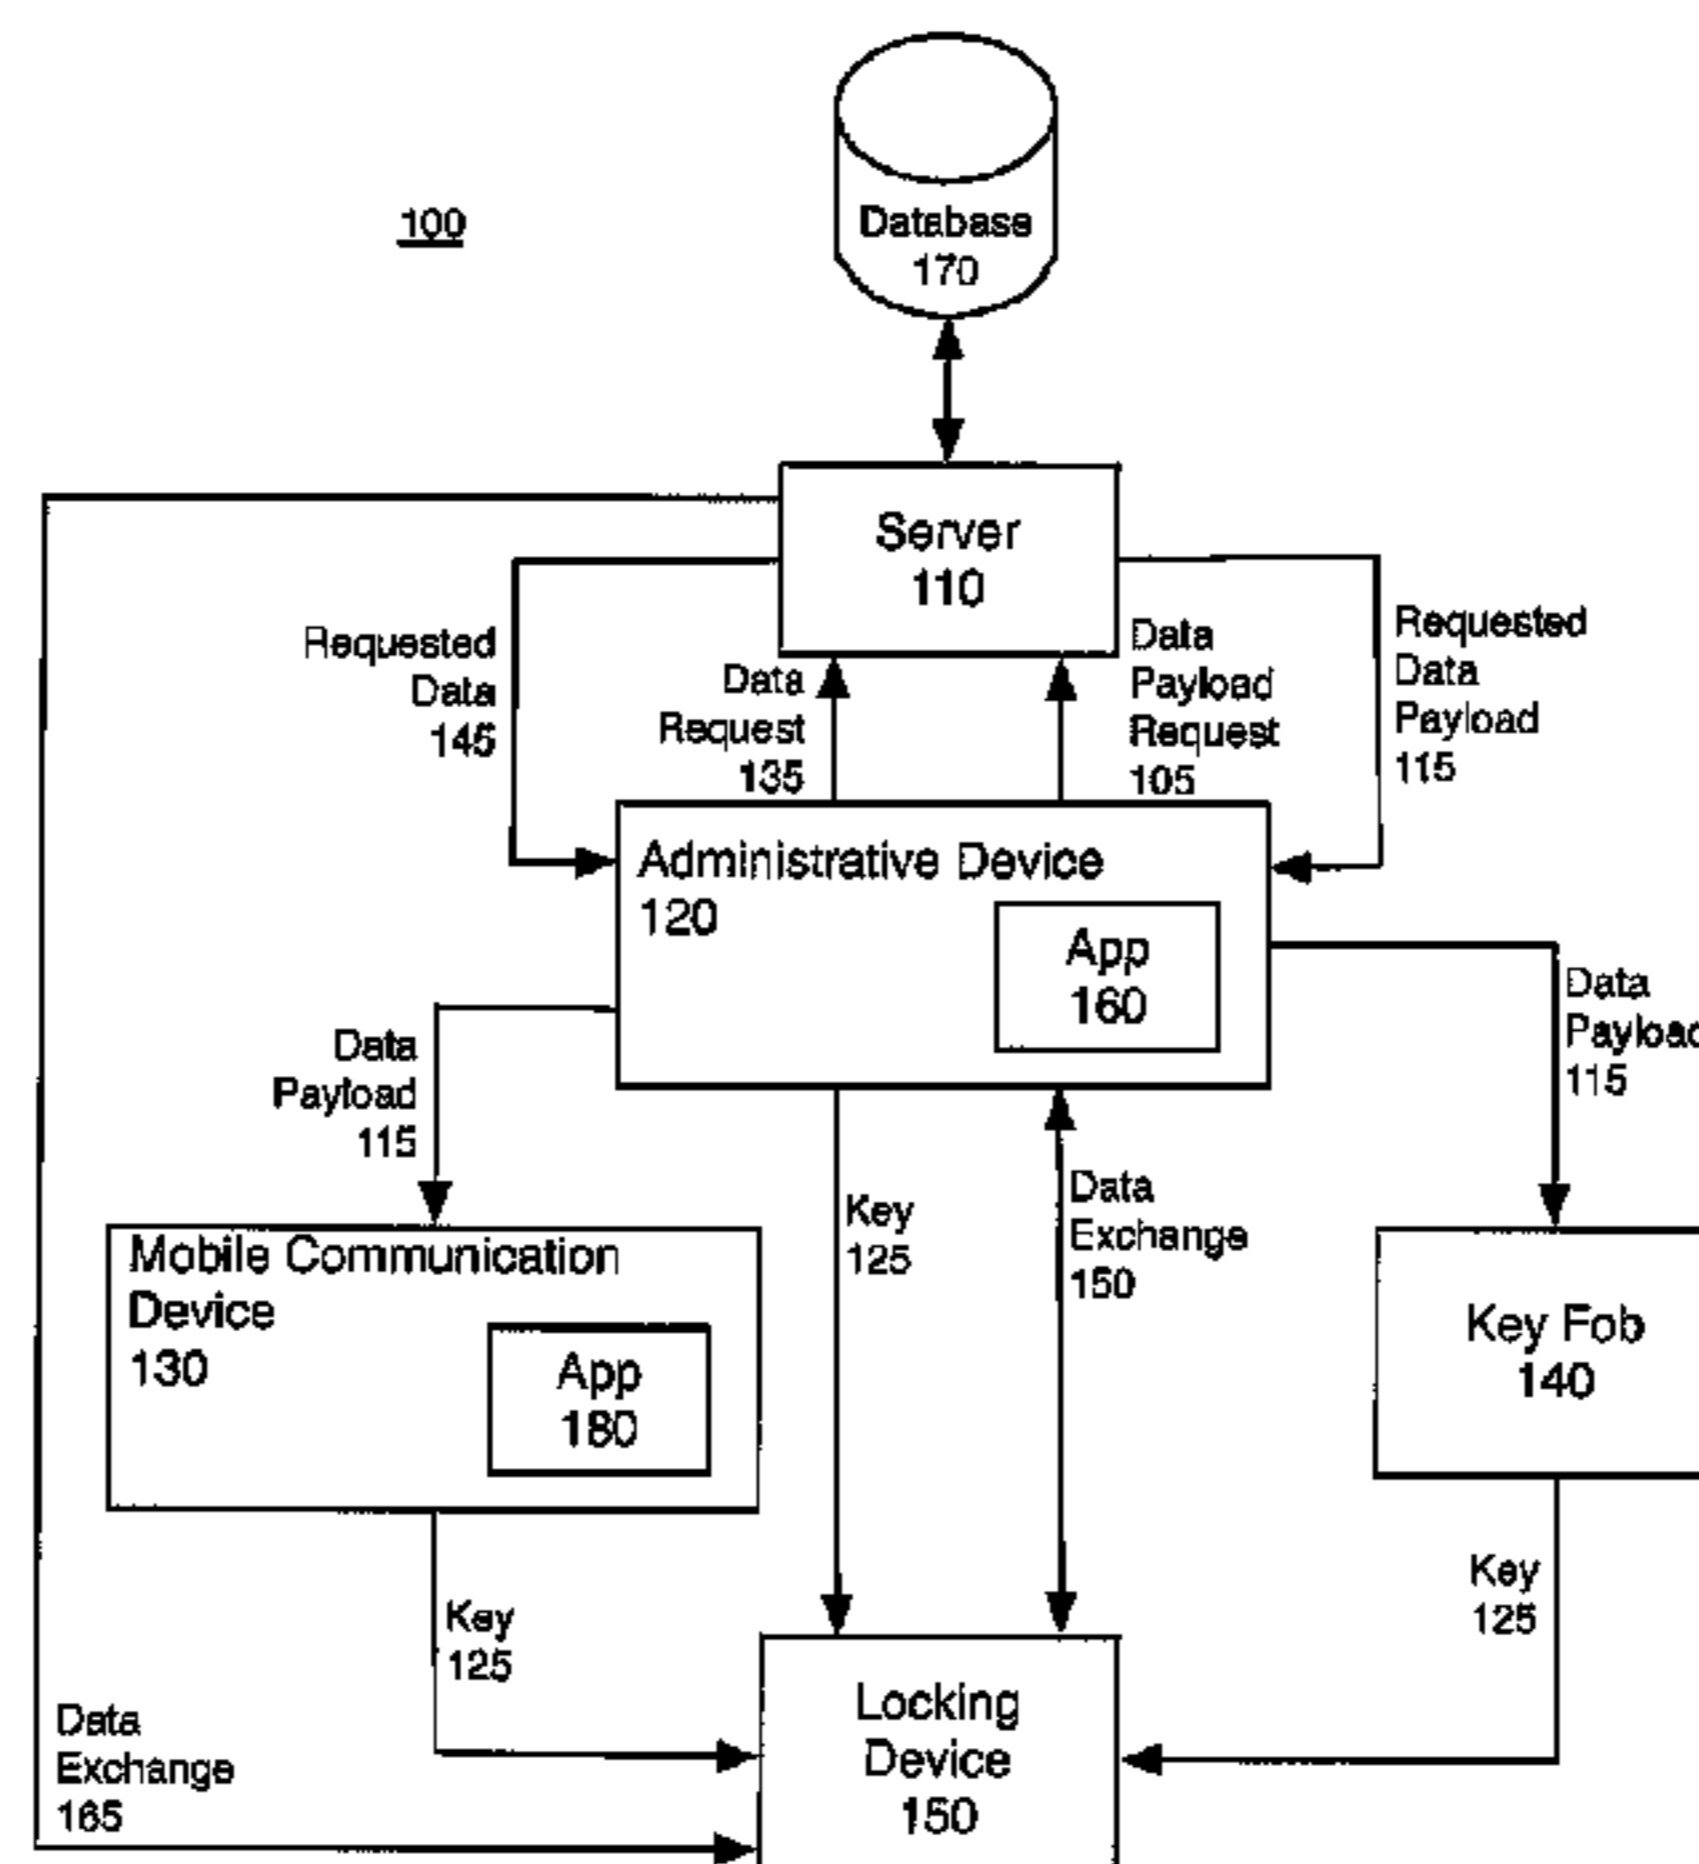 100
Database
170
Server
110
Requested
Data
145
Data
Request
135
Data
Payload
Request
105
Requested
Data
Payload
115
Administrative Device
120
App
160
Data
Payload
115
Data
Payload
115
Key
125
Data
Exchange
150
Mobile Communication
Device
130
App
180
Key Fob
140
Key
125
Key
125
Data
Exchange
165
Locking
Device
150